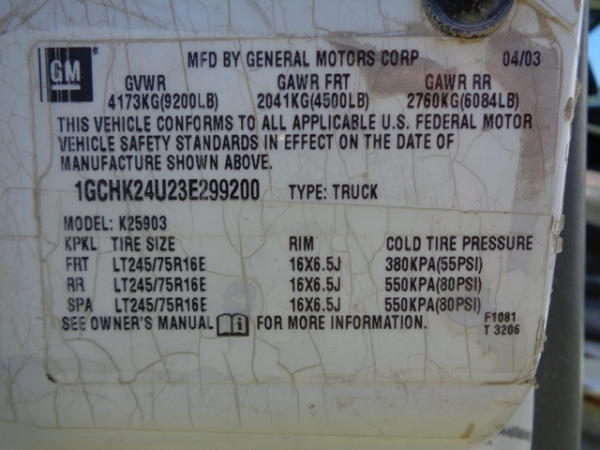 GM
MFD BY GENERAL MOTORS CORP 04/03
GVWR GAWR FRT GAWR RR
4173KG(9200LB) 2041KG(4500LB) 2760KG(6084LB)
THIS VEHICLE CONFORMS TO ALL APPLICABLE U.S. FEDERAL MOTOR
VEHICLE SAFETY STANDARDS IN EFFECT ON THE DATE OF
MANUFACTURE SHOWN ABOVE.
1GCHK24U23E299200 TYPE: TRUCK
MODEL: K25903
KPKL TIRE SIZE RIM COLD TIRE PRESSURE
FRT LT245/75R16E 16X6.5J 380KPA(55PSI)
RR LT245/75R16E 16X6.5J 550KPA(80PSI)
SPA LT245/75R16E 16X6.5J 550KPA(80PSI)
SEE OWNER'S MANUAL FOR MORE INFORMATION.
F1081
T 3206